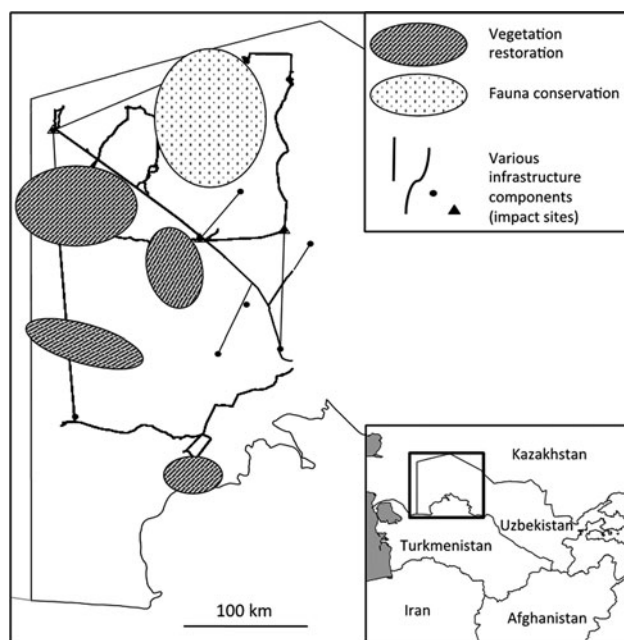 Vegetation
restoration
Fauna conservation
Various
infrastructure
components
(impact sites)
Kazakhstan
Uzbekistan
Turkmenistan
Iran
Afghanistan
100 km